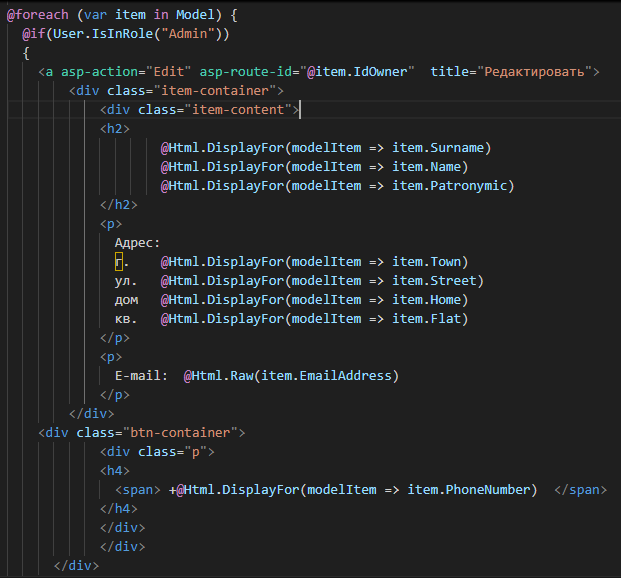 @foreach (var item in Model) {
@if(User.IsInRole("Admin"))
{
<a asp-action="Edit" asp-route-id="@item.IdOwner"  title="Редактировать">
<div class="item-container">
<div class="item-content">
<h2>
@Html.DisplayFor(modelItem => item.Surname)
@Html.DisplayFor(modelItem => item.Name)
@Html.DisplayFor(modelItem => item.Patronymic)
</h2>
<p>
Адрес:
г.    @Html.DisplayFor(modelItem => item.Town)
ул.   @Html.DisplayFor(modelItem => item.Street)
дом   @Html.DisplayFor(modelItem => item.Home)
кв.   @Html.DisplayFor(modelItem => item.Flat)
</p>
<p>
E-mail:  @Html.Raw(item.EmailAddress)
</p>
</div>
<div class="btn-container">
<div class="p">
<h4>
<span> +@Html.DisplayFor(modelItem => item.PhoneNumber)  </span>
</h4>
</div>
</div>
</div>